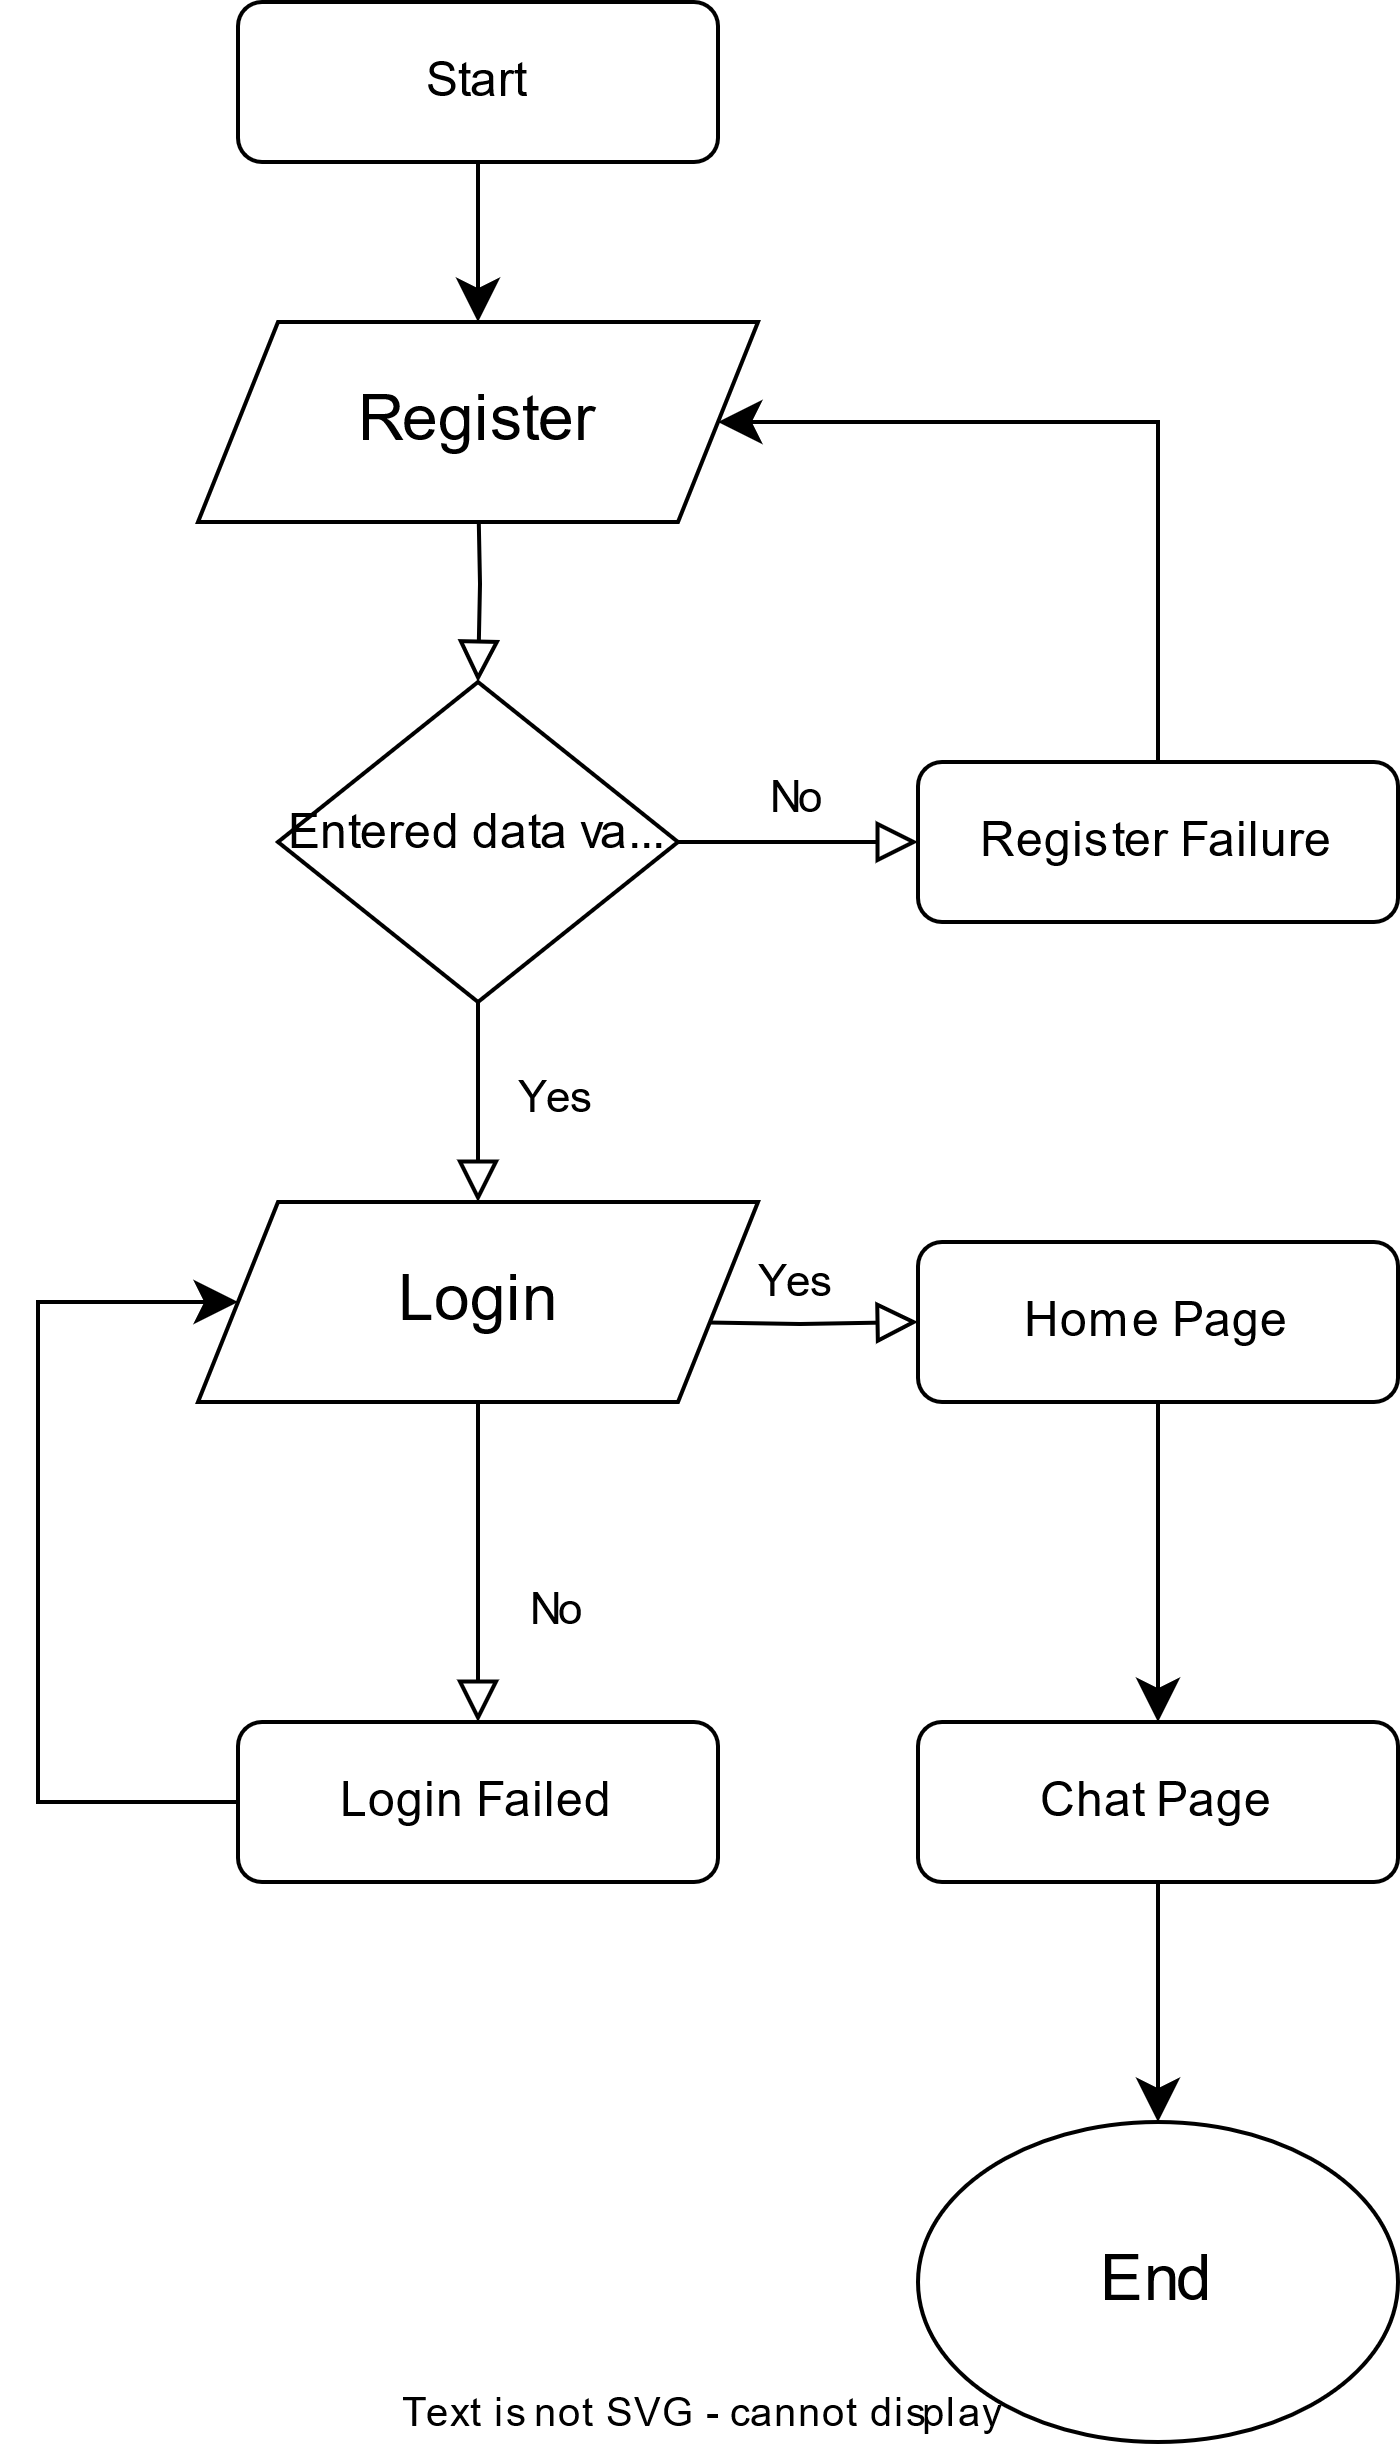 Start
Register
Entered data va...
No
Register Failure
Yes
Login
Yes
Home Page
No
Login Failed
Chat Page
End
Text is not SVG - cannot display